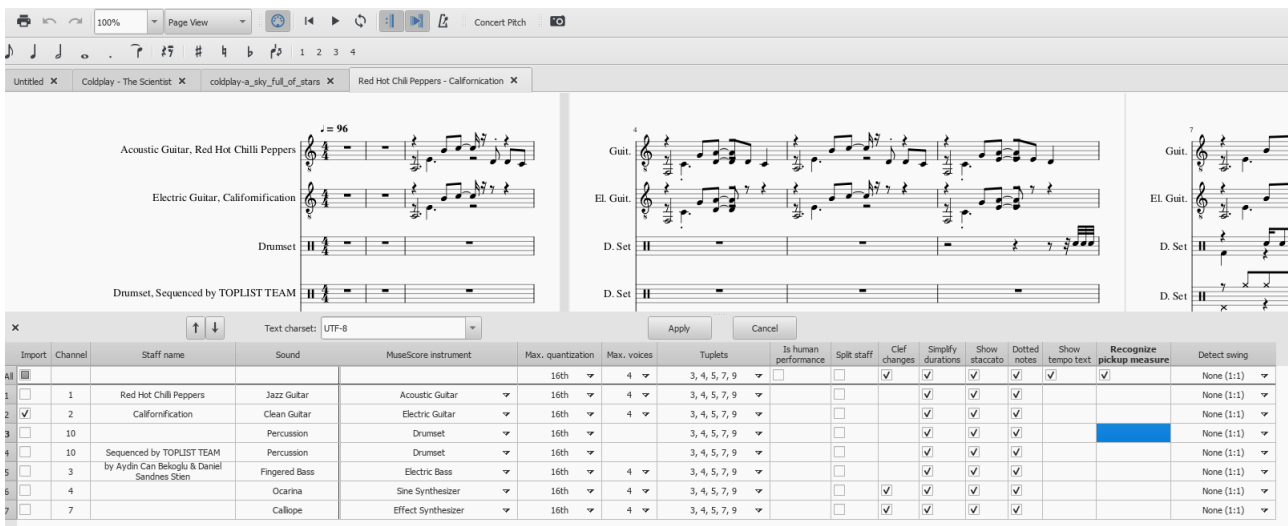 100% Page View Concert Pitch
1 2 3 4
Untitled Coldplay - The Scientist coldplay-a_sky_full_of_stars Red Hot Chili Peppers - Californication
= 96
4
7
Acoustic Guitar, Red Hot Chilli Peppers Guit. Guit.
Electric Guitar, Californification El. Guit. El. Guit.
Drumset D. Set D. Set
Drumset, Sequenced by TOPLIST TEAM D. Set D. Set
Text charset: UTF-8 Apply Cancel
Import Channel Staff name Sound MuseScore instrument Max. quantization Max. voices Tuplets Is human performance Split staff Clef changes Simplify durations Show staccato Dotted notes Show tempo text Recognize pickup measure Detect swing
All 16th 4 3, 4, 5, 7, 9 None (1:1)
1 1 Red Hot Chilli Peppers Jazz Guitar Acoustic Guitar 16th 4 3, 4, 5, 7, 9 None (1:1)
2 2 Californification Clean Guitar Electric Guitar 16th 4 3, 4, 5, 7, 9 None (1:1)
3 10 Percussion Drumset 16th 3, 4, 5, 7, 9 None (1:1)
4 10 Sequenced by TOPLIST TEAM Percussion Drumset 16th 3, 4, 5, 7, 9 None (1:1)
5 3 by Aydin Can Bekoglu & Daniel Sandnes Stien Fingered Bass Electric Bass 16th 4 3, 4, 5, 7, 9 None (1:1)
6 4 Ocarina Sine Synthesizer 16th 4 3, 4, 5, 7, 9 None (1:1)
7 7 Calliope Effect Synthesizer 16th 4 3, 4, 5, 7, 9 None (1:1)